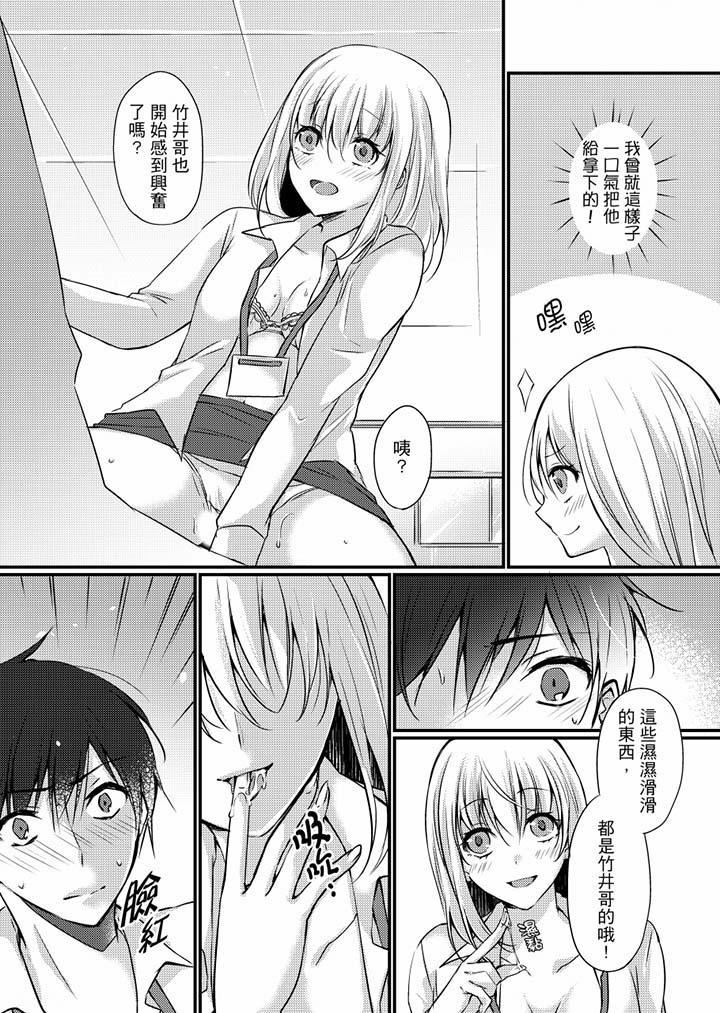 我會就這樣子
一口氣把他
給拿下的！
嘿
嘿
竹井哥也
開始感到興奮
了嗎？
咦？
這些濕濕滑滑
的東西，
都是竹井哥的哦！
濕黏
吸吮
臉紅